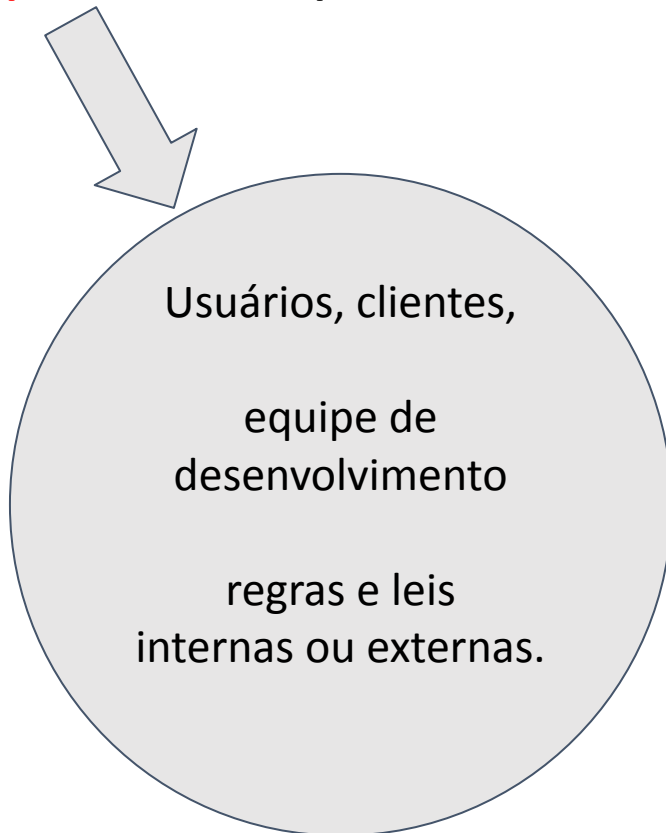 Usuários, clientes,
equipe de
desenvolvimento
regras e leis
internas ou externas.